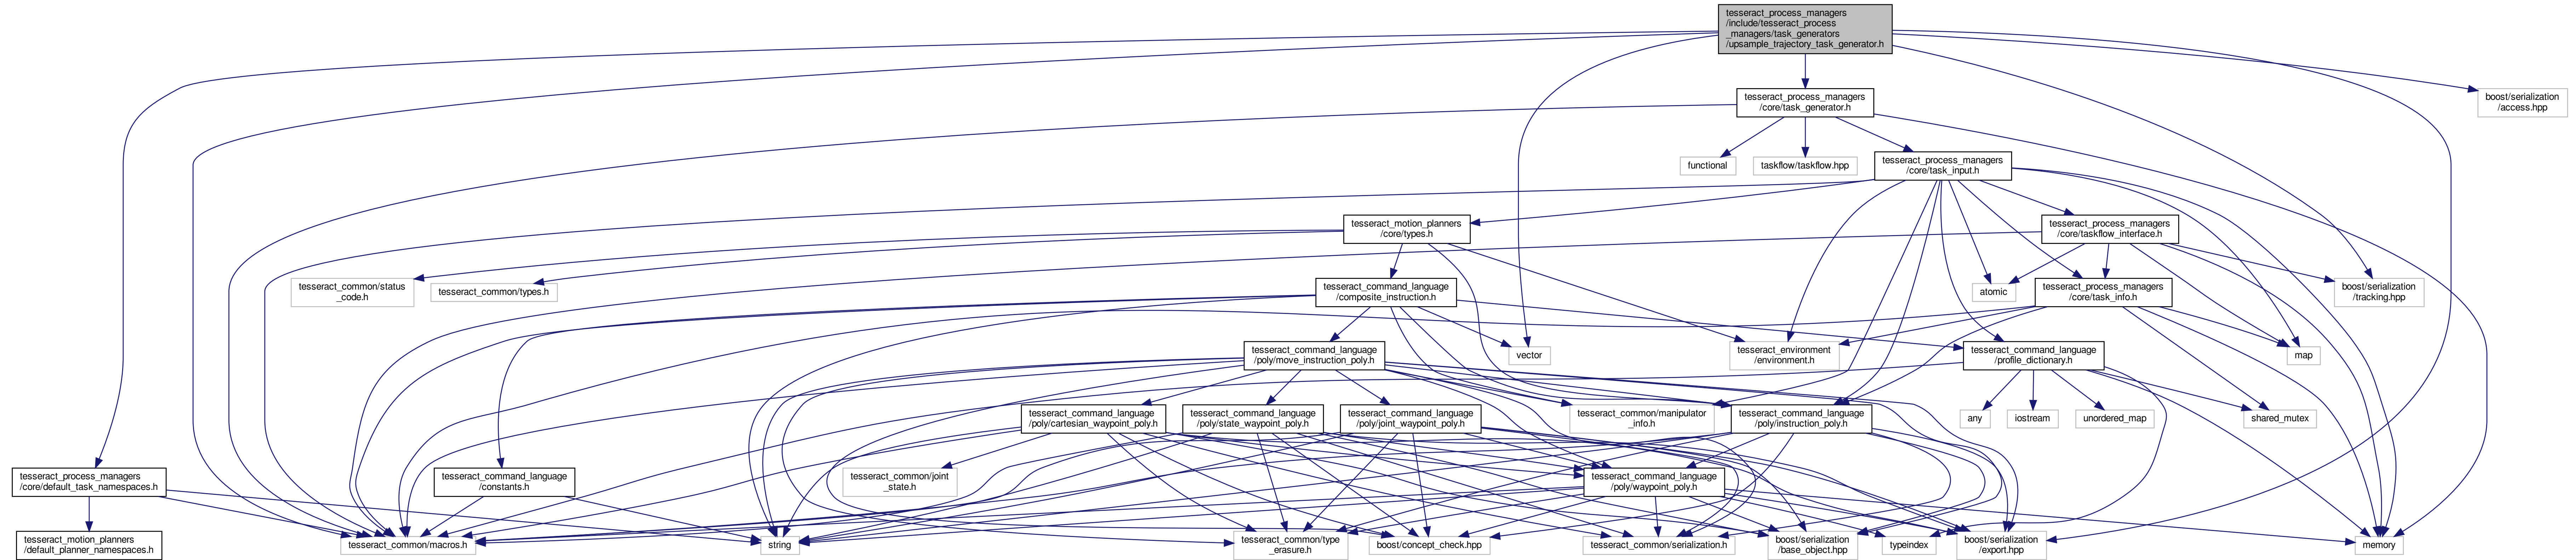 tesseract_process_managers
/include/tesseract_process
_managers/task_generators
/upsample_trajectory_task_generator.h
tesseract_process_managers
/core/task_generator.h
boost/serialization
/access.hpp
functional
taskflow/taskflow.hpp
tesseract_process_managers
/core/task_input.h
tesseract_motion_planners
/core/types.h
tesseract_process_managers
/core/taskflow_interface.h
tesseract_common/status
_code.h
tesseract_common/types.h
tesseract_command_language
/composite_instruction.h
atomic
tesseract_process_managers
/core/task_info.h
boost/serialization
/tracking.hpp
tesseract_command_language
/poly/move_instruction_poly.h
vector
tesseract_environment
/environment.h
tesseract_command_language
/profile_dictionary.h
map
tesseract_command_language
/poly/cartesian_waypoint_poly.h
tesseract_command_language
/poly/state_waypoint_poly.h
tesseract_command_language
/poly/joint_waypoint_poly.h
tesseract_common/manipulator
_info.h
tesseract_command_language
/poly/instruction_poly.h
any
iostream
unordered_map
shared_mutex
tesseract_process_managers
/core/default_task_namespaces.h
tesseract_command_language
/constants.h
tesseract_common/joint
_state.h
tesseract_command_language
/poly/waypoint_poly.h
tesseract_motion_planners
/default_planner_namespaces.h
tesseract_common/macros.h
string
tesseract_common/type
_erasure.h
boost/concept_check.hpp
tesseract_common/serialization.h
boost/serialization
/base_object.hpp
typeindex
boost/serialization
/export.hpp
memory